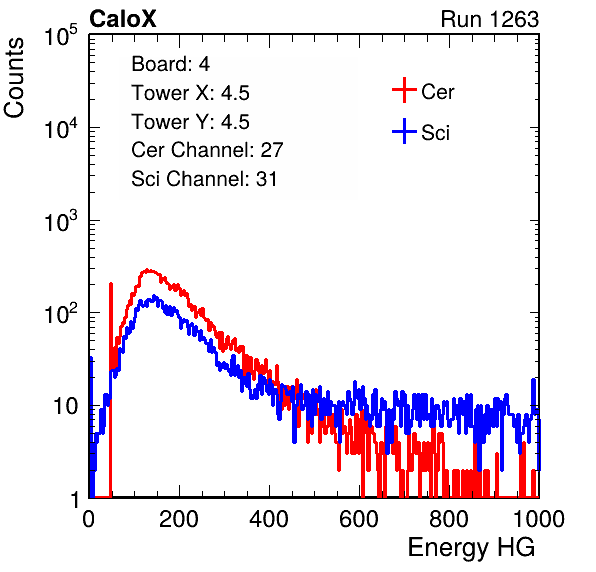 CaloX Run 1263
Counts
10^5
10^4
10^3
10^2
10
1
Board: 4
Tower X: 4.5
Tower Y: 4.5
Cer Channel: 27
Sci Channel: 31
Cer
Sci
0 200 400 600 800 1000
Energy HG